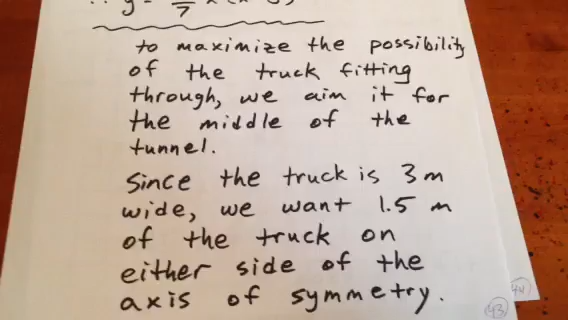 to maximize the possibility
of the truck fitting
through, we aim it for
the middle of the
tunnel.
Since the truck is 3 m
wide, we want 1.5 m
of the truck on
either side of the
axis of symmetry.
44
43